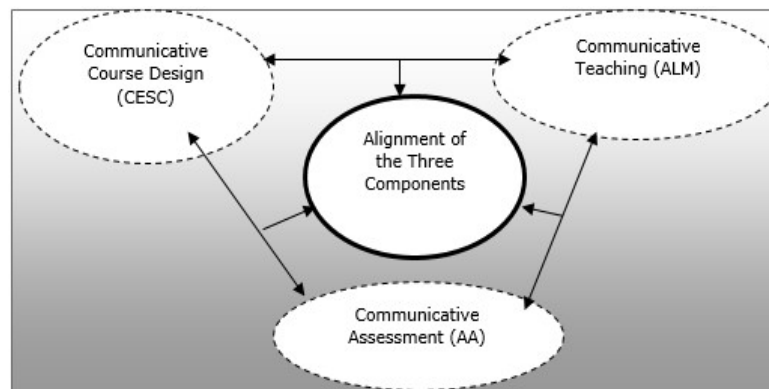 Communicative
Course Design
(CESC)
Communicative
Teaching (ALM)
Alignment of
the Three
Components
Communicative
Assessment (AA)